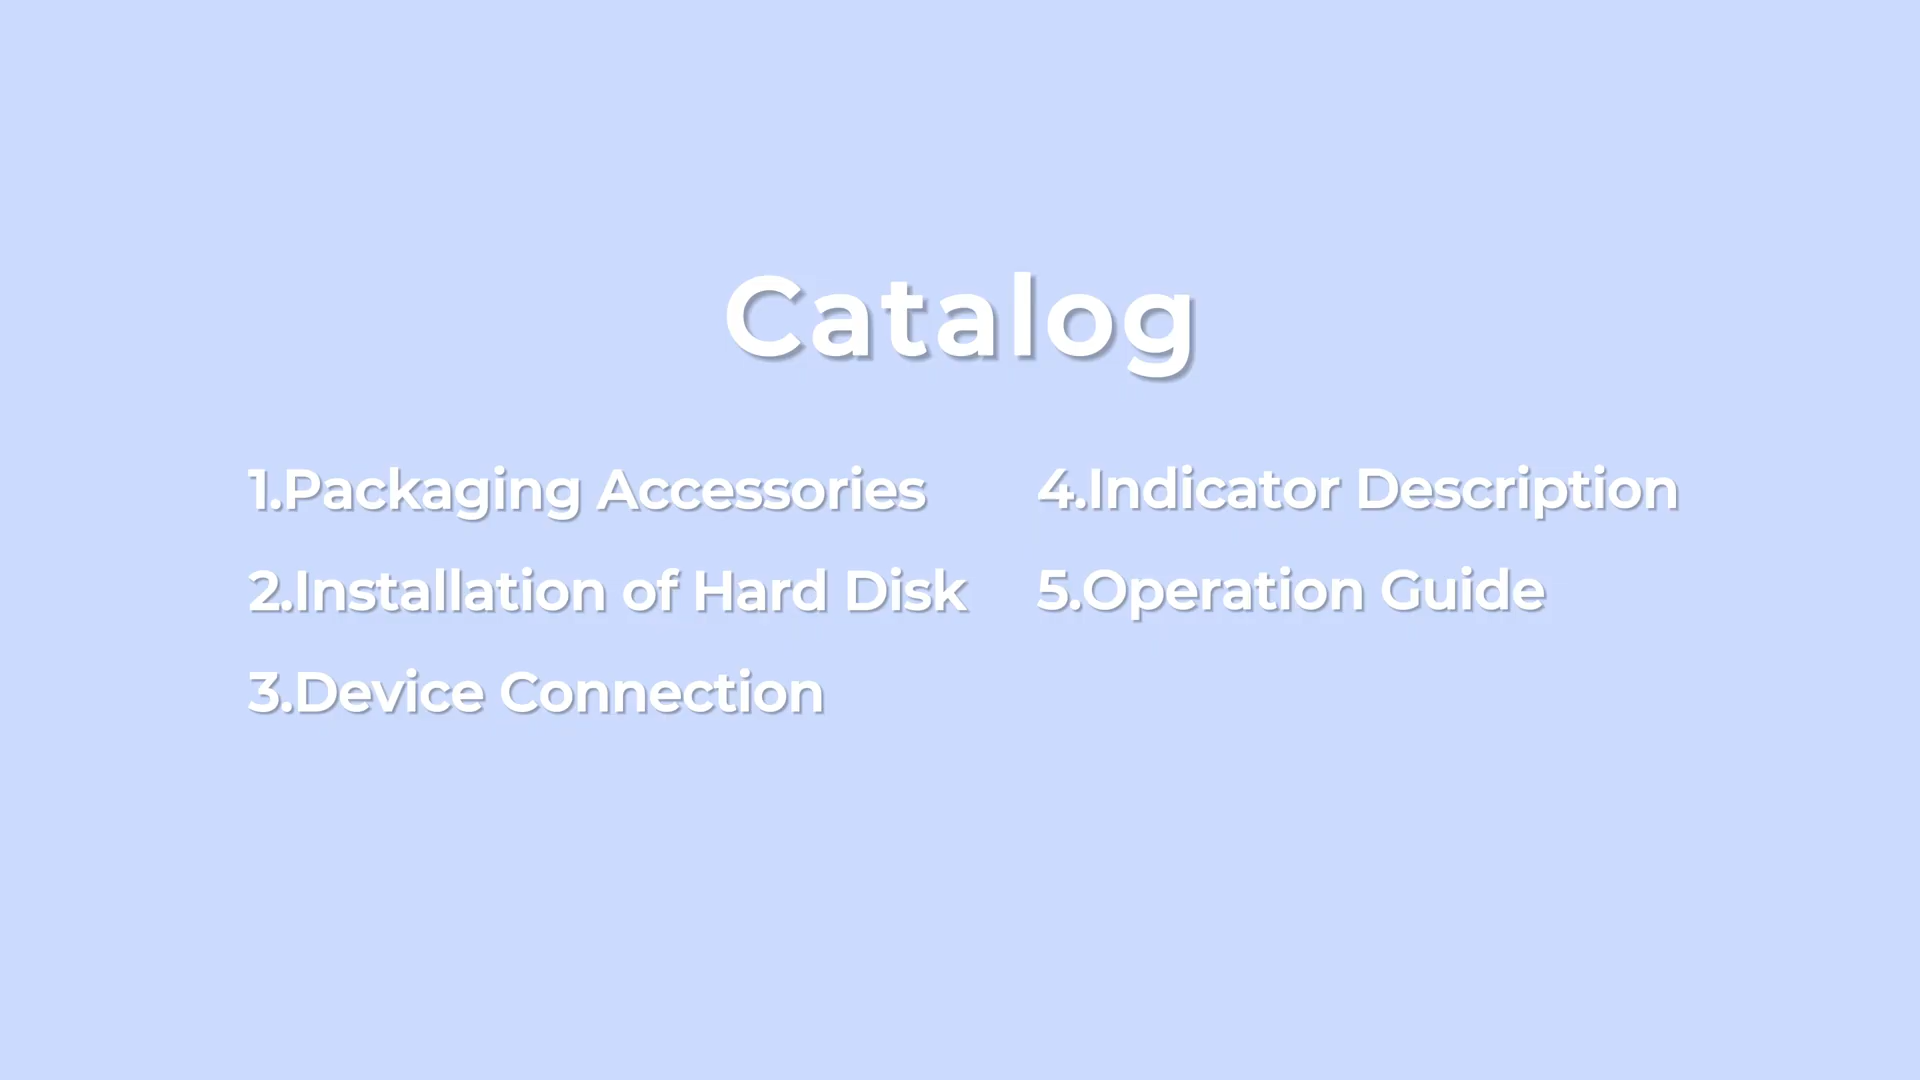 Catalog
1.Packaging Accessories
2.Installation of Hard Disk
3.Device Connection
4.Indicator Description
5.Operation Guide